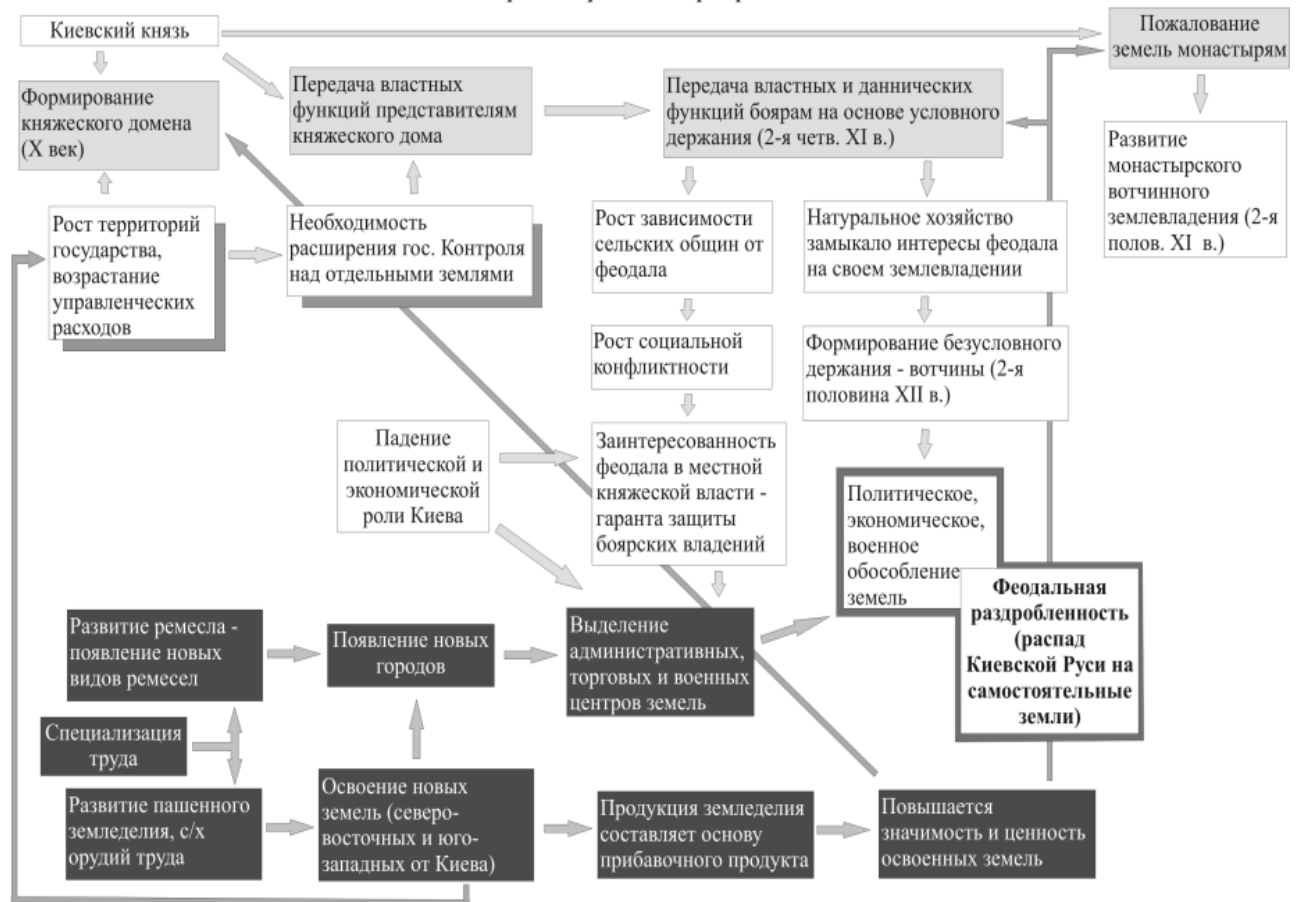 Киевский князь
Пожалование
земель монастырям
Формирование
княжеского домена
(X век)
Передача властных
функций представителям
княжеского дома
Передача властных и даннических
функций боярам на основе условного
держания (2-я четв. XI в.)
Развитие
монастырского
вотчинного
землевладения (2-я
полов. XI в.)
Рост территорий
государства,
возрастание
управленческих
расходов
Необходимость
расширения гос. Контроля
над отдельными землями
Рост зависимости
сельских общин от
феодала
Натуральное хозяйство
замыкало интересы феодала
на своем землевладении
Рост социальной
конфликтности
Формирование безусловного
держания - вотчины (2-я
половина XII в.)
Падение
политической и
экономической
роли Киева
Заинтересованность
феодала в местной
княжеской власти -
гаранта защиты
боярских владений
Политическое,
экономическое,
военное
обособление
земель
Феодальная
раздробленность
(распад
Киевской Руси на
самостоятельные
земли)
Развитие ремесла -
появление новых
видов ремесел
Появление новых
городов
Выделение
административных,
торговых и военных
центров земель
Специализация
труда
Развитие пашенного
земледелия, с/х
орудий труда
Освоение новых
земель (северо-
восточных и юго-
западных от Киева)
Продукция земледелия
составляет основу
прибавочного продукта
Повышается
значимость и ценность
освоенных земель